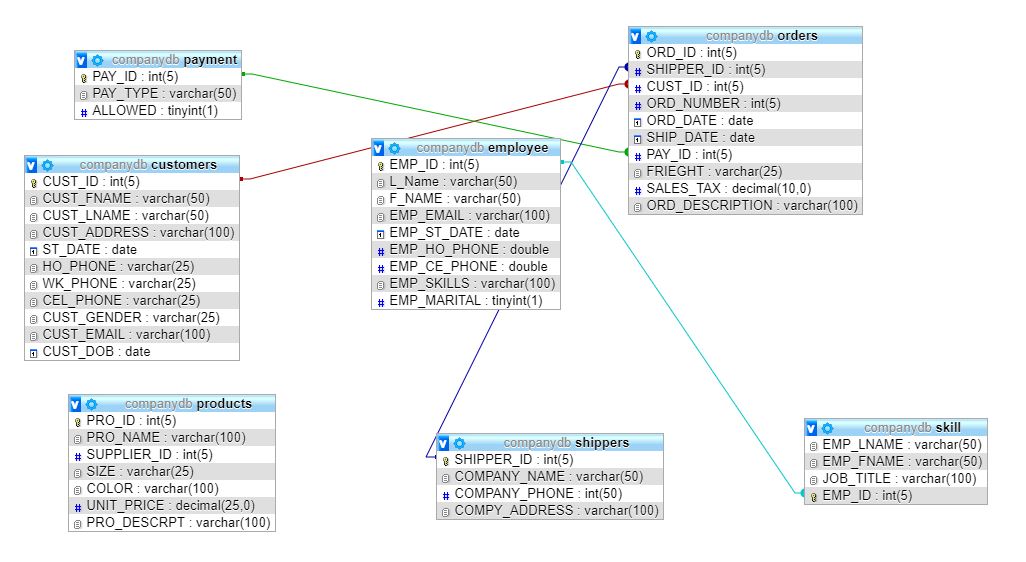 companydb payment
PAY_ID : int(5)
PAY_TYPE : varchar(50)
ALLOWED : tinyint(1)
companydb orders
ORD_ID : int(5)
SHIPPER_ID : int(5)
CUST_ID : int(5)
ORD_NUMBER : int(5)
ORD_DATE : date
SHIP_DATE : date
PAY_ID : int(5)
FRIEGHT : varchar(25)
SALES_TAX : decimal(10,0)
ORD_DESCRIPTION : varchar(100)
companydb employee
EMP_ID : int(5)
L_Name : varchar(50)
F_NAME : varchar(50)
EMP_EMAIL : varchar(100)
EMP_ST_DATE : date
EMP_HO_PHONE : double
EMP_CE_PHONE : double
EMP_SKILLS : varchar(100)
EMP_MARITAL : tinyint(1)
companydb customers
CUST_ID : int(5)
CUST_FNAME : varchar(50)
CUST_LNAME : varchar(50)
CUST_ADDRESS : varchar(100)
ST_DATE : date
HO_PHONE : varchar(25)
WK_PHONE : varchar(25)
CEL_PHONE : varchar(25)
CUST_GENDER : varchar(25)
CUST_EMAIL : varchar(100)
CUST_DOB : date
companydb products
PRO_ID : int(5)
PRO_NAME : varchar(100)
SUPPLIER_ID : int(5)
SIZE : varchar(25)
COLOR : varchar(100)
UNIT_PRICE : decimal(25,0)
PRO_DESCRPT : varchar(100)
companydb shippers
SHIPPER_ID : int(5)
COMPANY_NAME : varchar(50)
COMPANY_PHONE : int(50)
COMPY_ADDRESS : varchar(100)
companydb skill
EMP_LNAME : varchar(50)
EMP_FNAME : varchar(50)
JOB_TITLE : varchar(100)
EMP_ID : int(5)